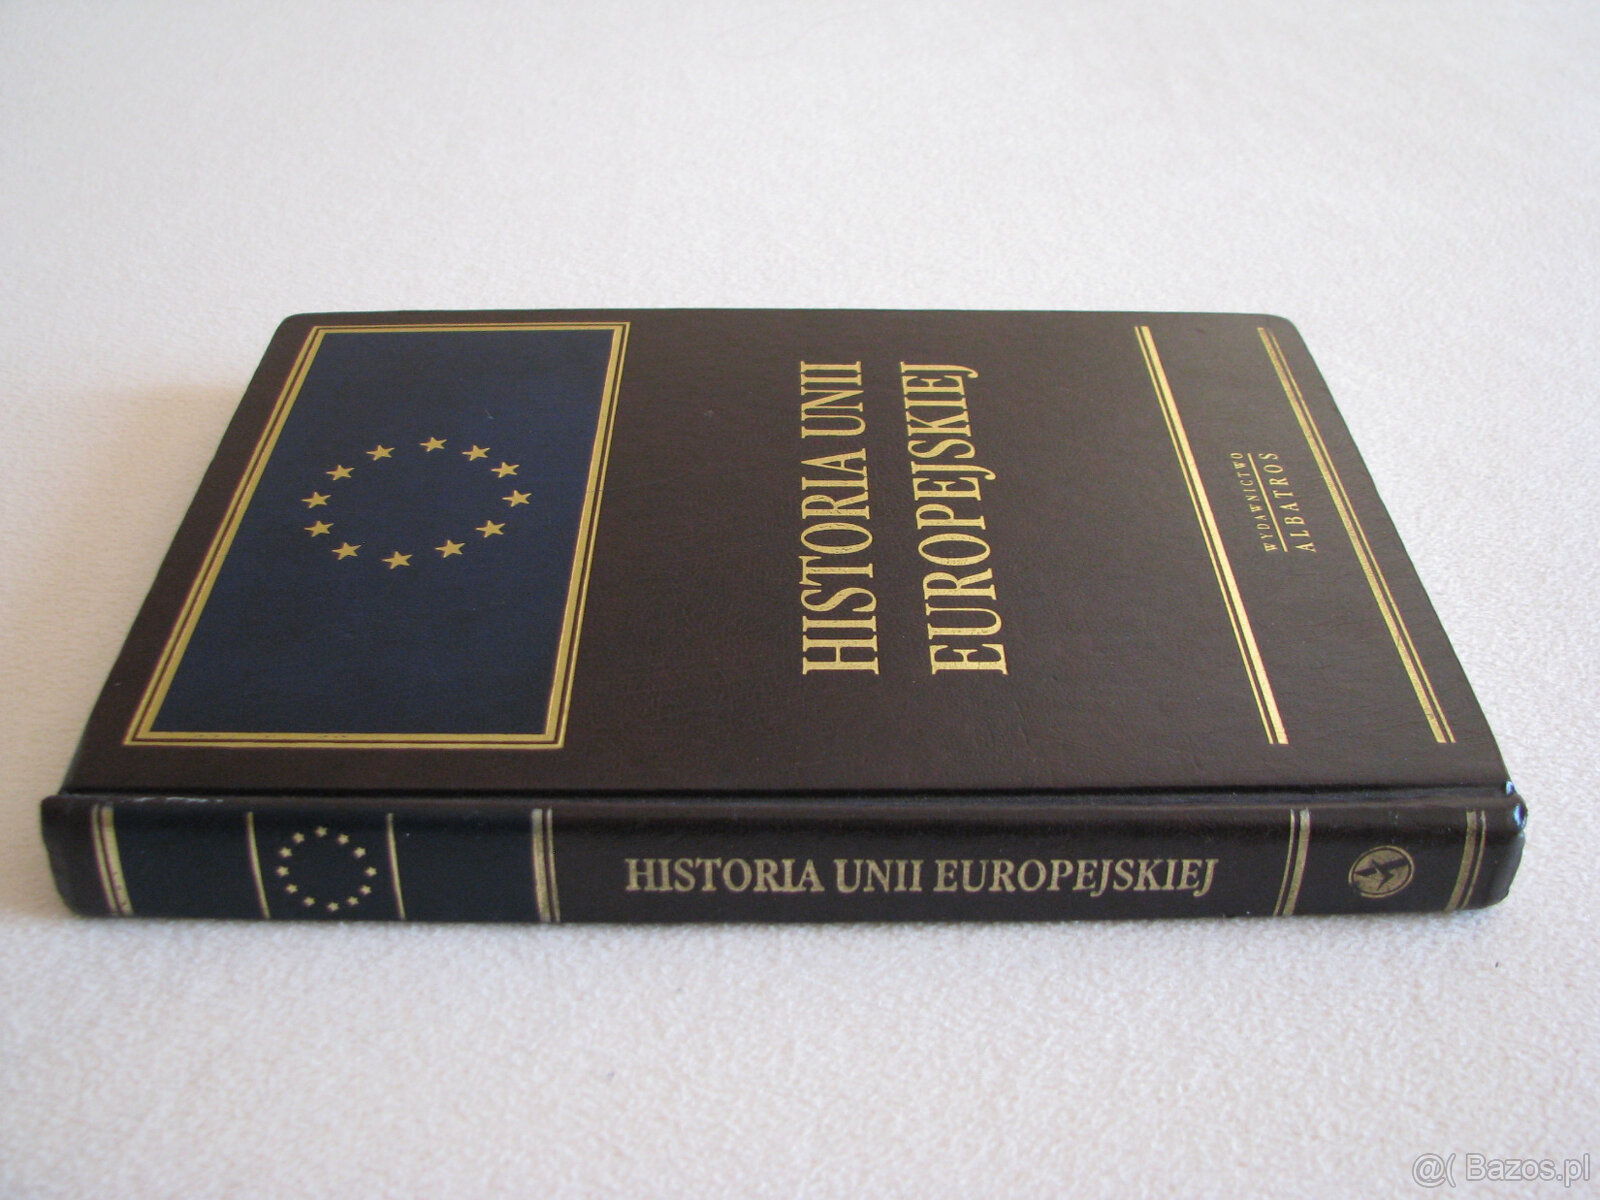 HISTORIA UNII
EUROPEJSKIEJ
WYDAWNICTWO
ALBATROS
HISTORIA UNII EUROPEJSKIEJ
@( Bazos.pl